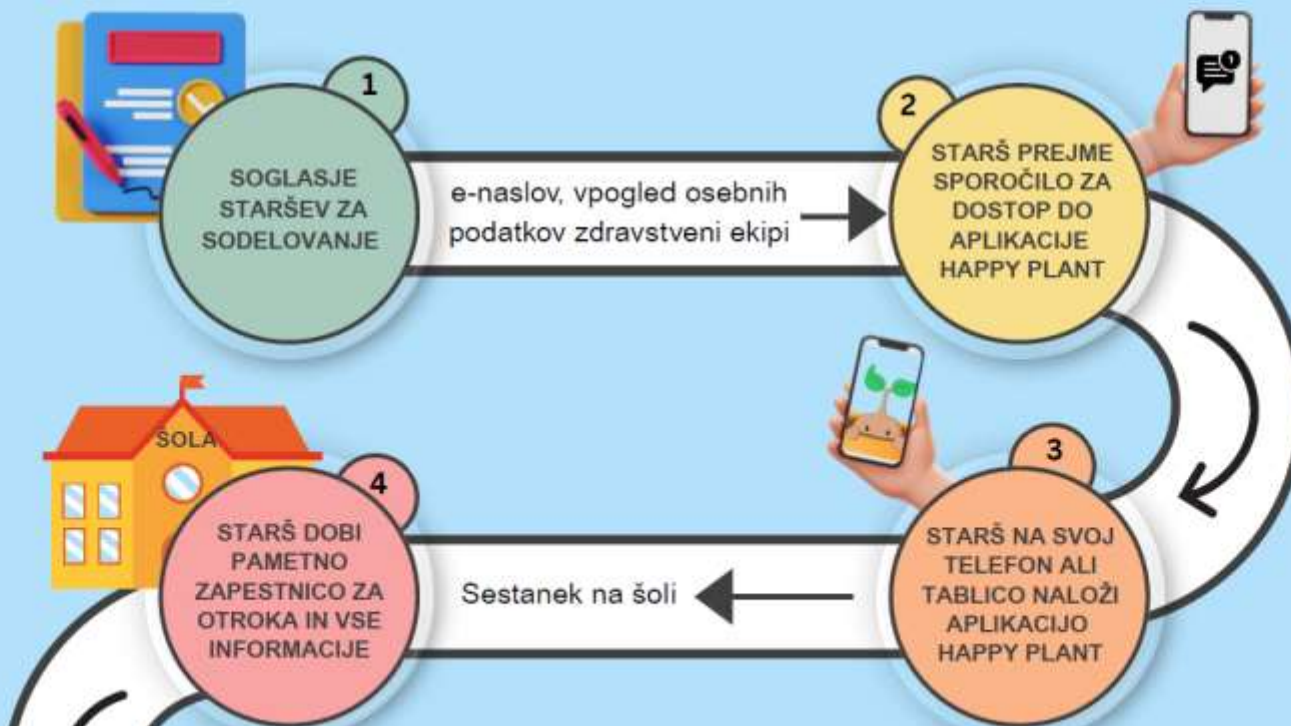 1
SOGLASJE
STARŠEV ZA
SODELOVANJE
e-naslov, vpogled osebnih
podatkov zdravstveni ekipi
2
STARŠ PREJME
SPOROČILO ZA
DOSTOP DO
APLIKACIJE
HAPPY PLANT
3
STARŠ NA SVOJ
TELEFON ALI
TABLICO NALOŽI
APLIKACIJO
HAPPY PLANT
Sestanek na šoli
ŠOLA
4
STARŠ DOBI
PAMETNO
ZAPESTNICO ZA
OTROKA IN VSE
INFORMACIJE